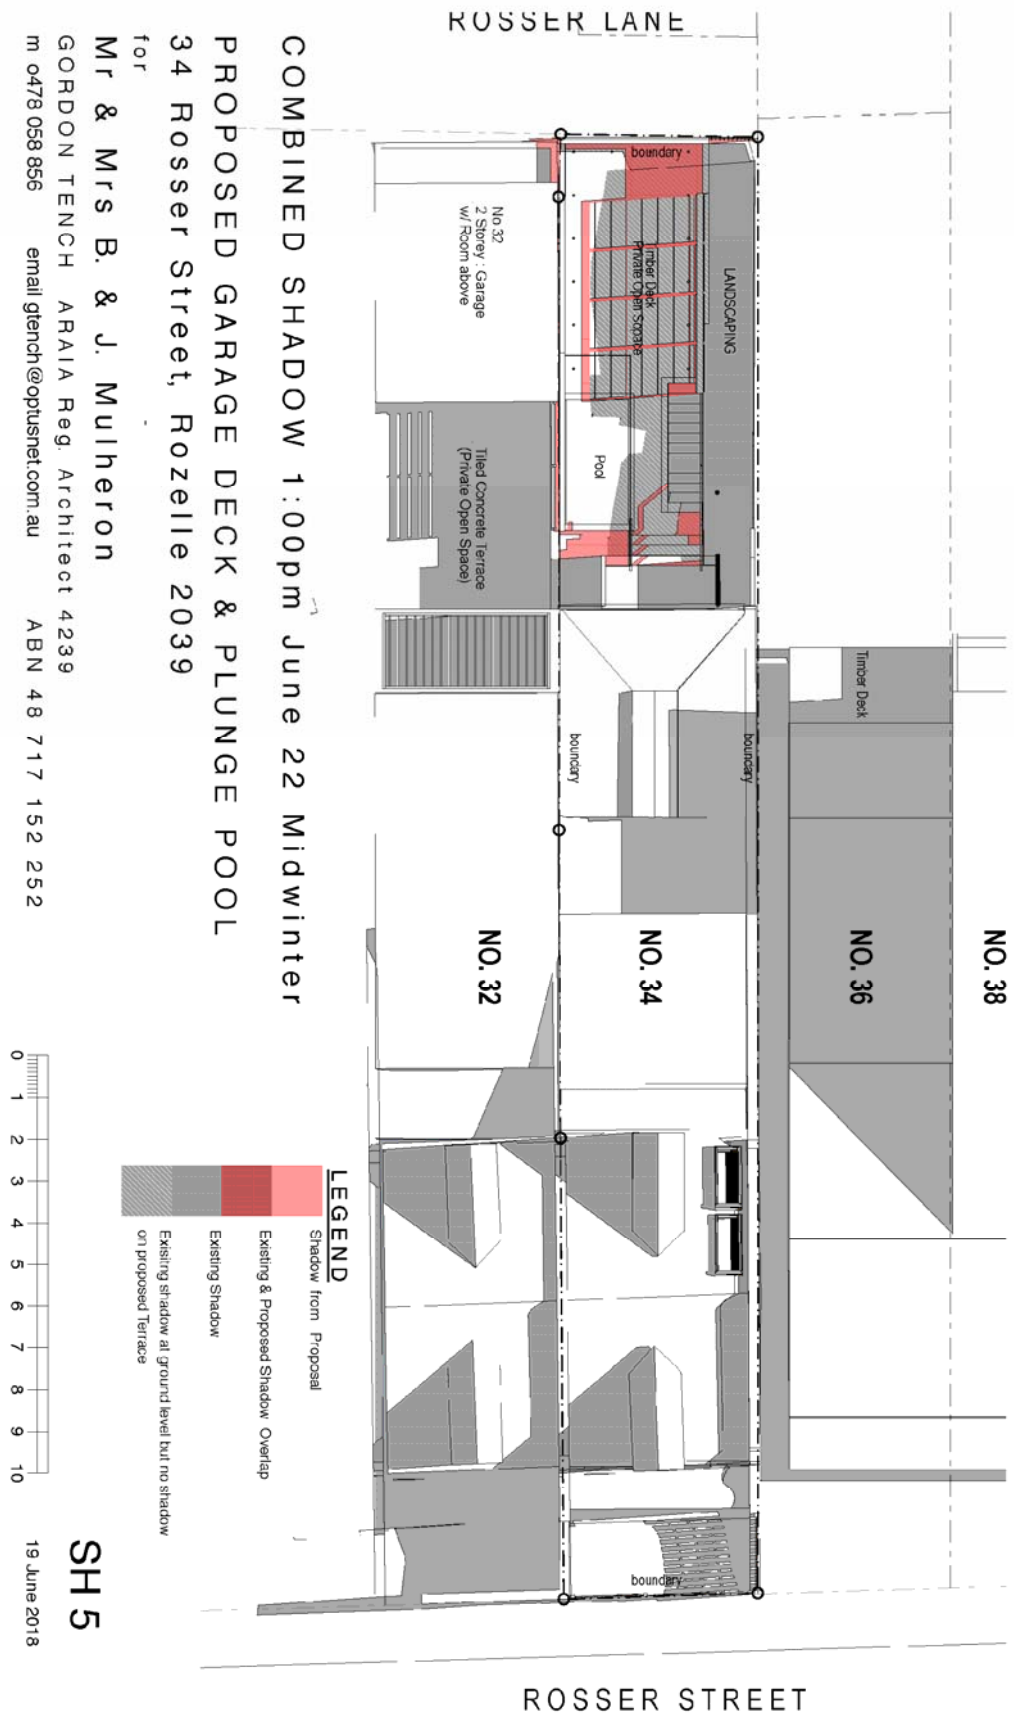 ROSSER LANE
boundary
No 32
2 Storey : Garage
w/ Room above
Timber Deck
Private Open Sopace
LANDSCAPING
Pool
Tiled Concrete Terrace
(Private Open Space)
Timber Deck
boundary
boundary
NO. 32
NO. 34
NO. 36
NO. 38
boundary
ROSSER STREET
COMBINED SHADOW 1:00pm June 22 Midwinter
PROPOSED GARAGE DECK & PLUNGE POOL
34 Rosser Street, Rozelle 2039
for
Mr & Mrs B. & J. Mulheron
GORDON TENCH ARAIA Reg. Architect 4239
m 0478 058 856 email gtench@optusnet.com.au ABN 48 717 152 252
LEGEND
Shadow from Proposal
Existing & Proposed Shadow Overlap
Existing Shadow
Exisitng shadow at ground level but no shadow
on proposed Terrace
0 1 2 3 4 5 6 7 8 9 10
SH 5
19 June 2018